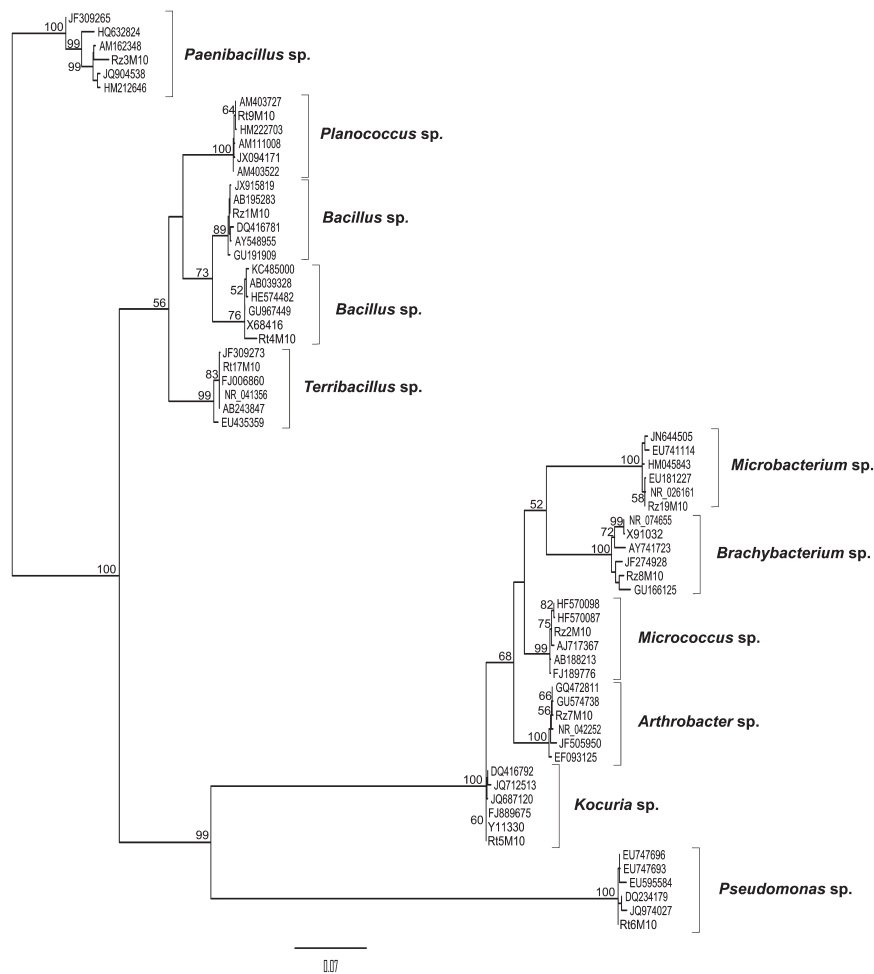 JF309265
100
HQ632824
99
AM162348
Rz3M10
99
JQ904538
HM212646
Paenibacillus sp.
AM403727
64
Rt9M10
HM222703
AM111008
100
JX094171
AM403522
Planococcus sp.
JX915819
AB195283
Rz1M10
89
DQ416781
AY548955
GU191909
Bacillus sp.
73
KC485000
AB039328
52
HE574482
GU967449
76
X68416
Rt4M10
Bacillus sp.
56
JF309273
Rt17M10
83
FJ006860
NR_041356
99
AB243847
EU435359
Terribacillus sp.
JN644505
EU741114
100
HM045843
EU181227
58
NR_026161
Rz19M10
Microbacterium sp.
52
99
NR_074655
72
X91032
AY741723
100
JF274928
Rz8M10
GU166125
Brachybacterium sp.
100
82
HF570098
HF570087
75
Rz2M10
AJ717367
99
AB188213
FJ189776
Micrococcus sp.
68
GQ472811
66
GU574738
56
Rz7M10
NR_042252
100
JF505950
EF093125
Arthrobacter sp.
DQ416792
100
JQ712513
JQ687120
FJ889675
60
Y11330
Rt5M10
Kocuria sp.
99
EU747696
EU747693
EU595584
100
DQ234179
JQ974027
Rt6M10
Pseudomonas sp.
0.07